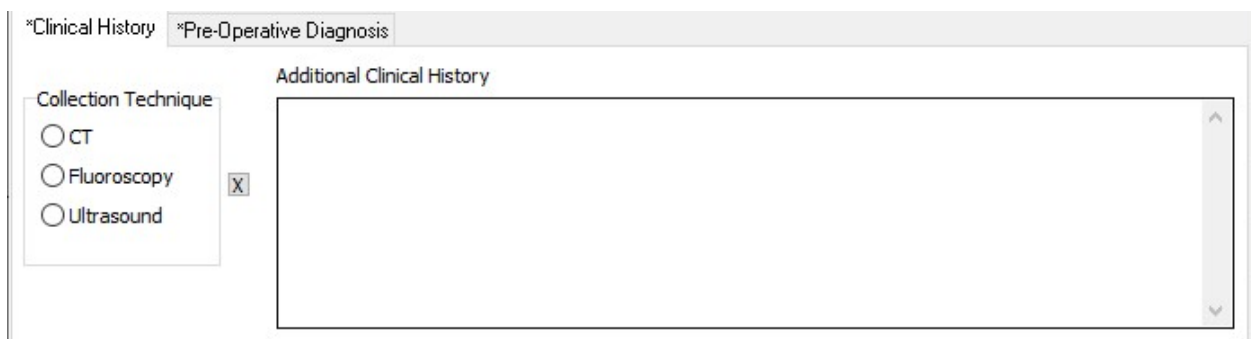 *Clinical History *Pre-Operative Diagnosis
Additional Clinical History
Collection Technique
CT
Fluoroscopy
X
Ultrasound